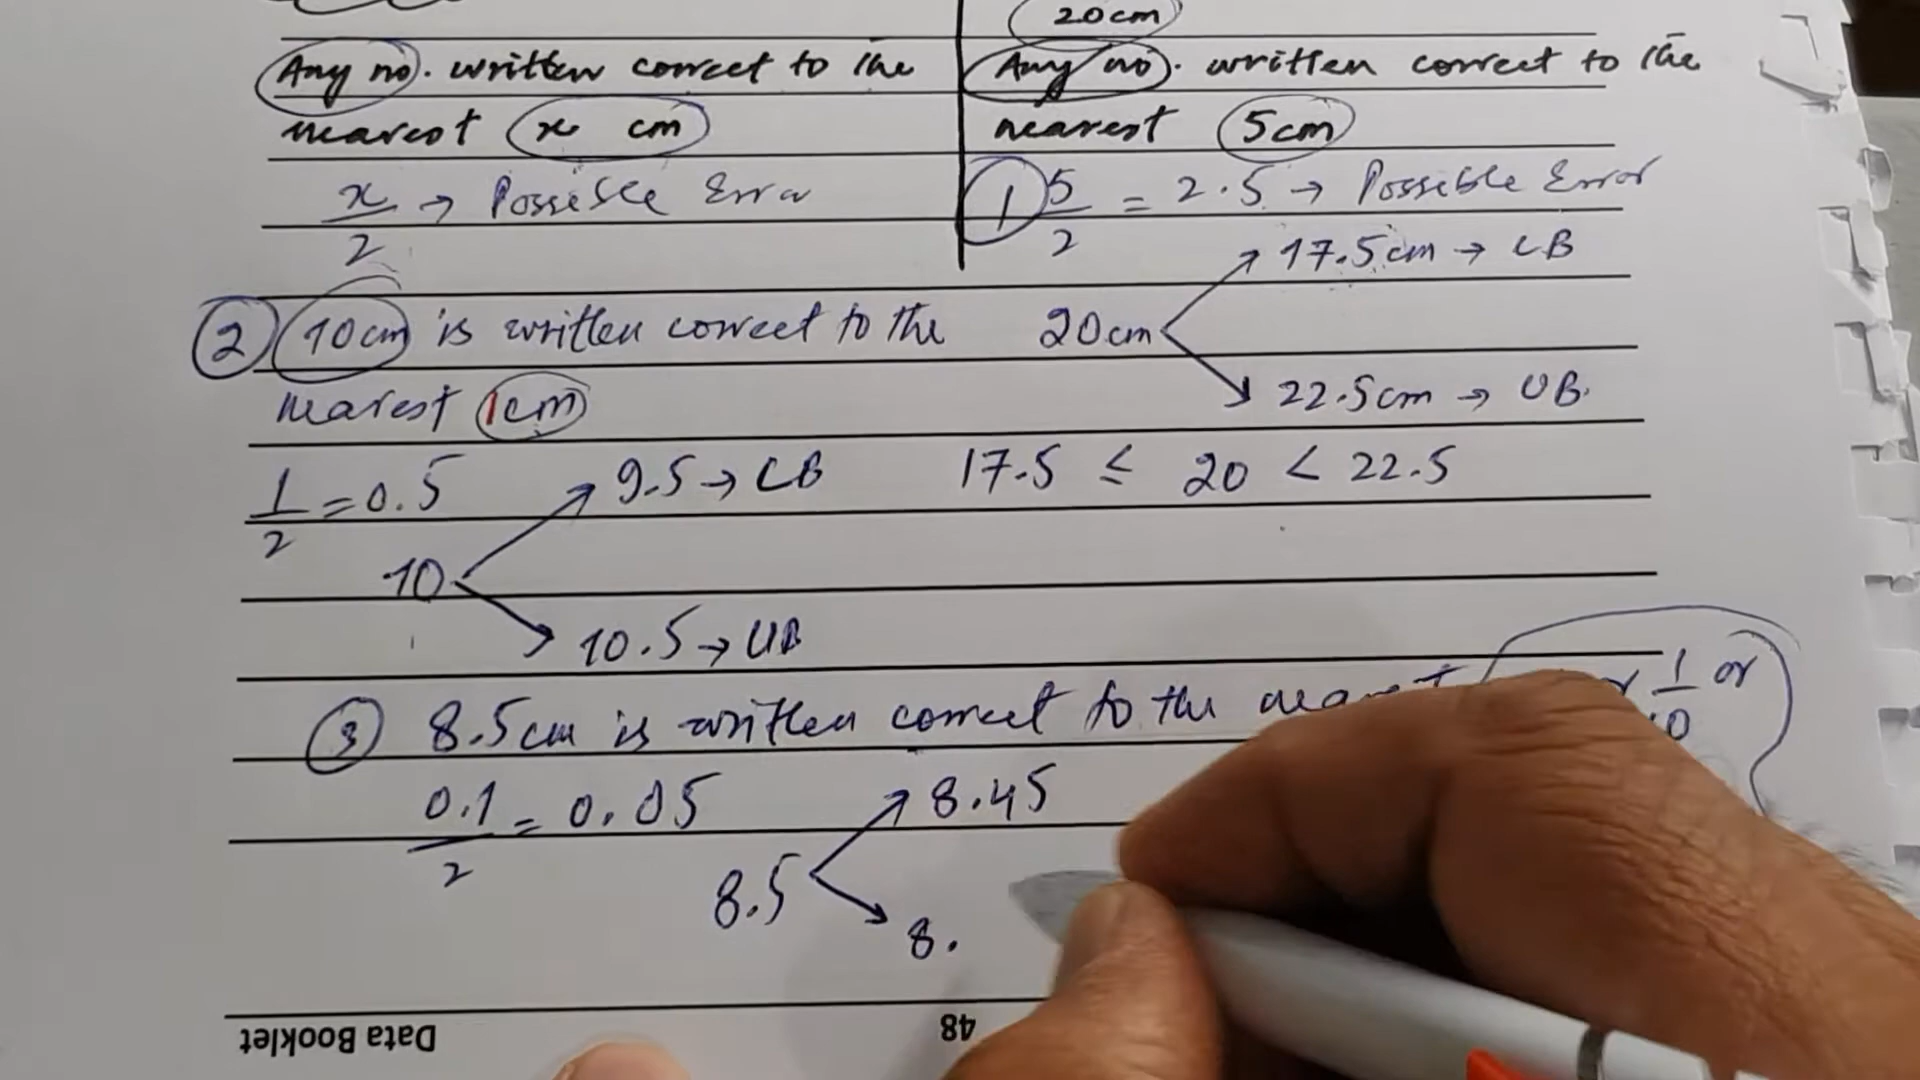 20cm
Any no. written correct to the
nearest x cm
x/2 → Possible Error
Any no. written correct to the
nearest 5cm
① 5/2 = 2.5 → Possible Error
17.5cm → LB
20cm
22.5cm → UB.
17.5 ≤ 20 < 22.5
② 10cm is written correct to the
nearest 1cm
1/2 = 0.5
9.5 → LB
10
10.5 → UB
③ 8.5cm is written correct to the 1/10 or
0.1/2 = 0.05
8.45
8.5
8.
48
Data Booklet